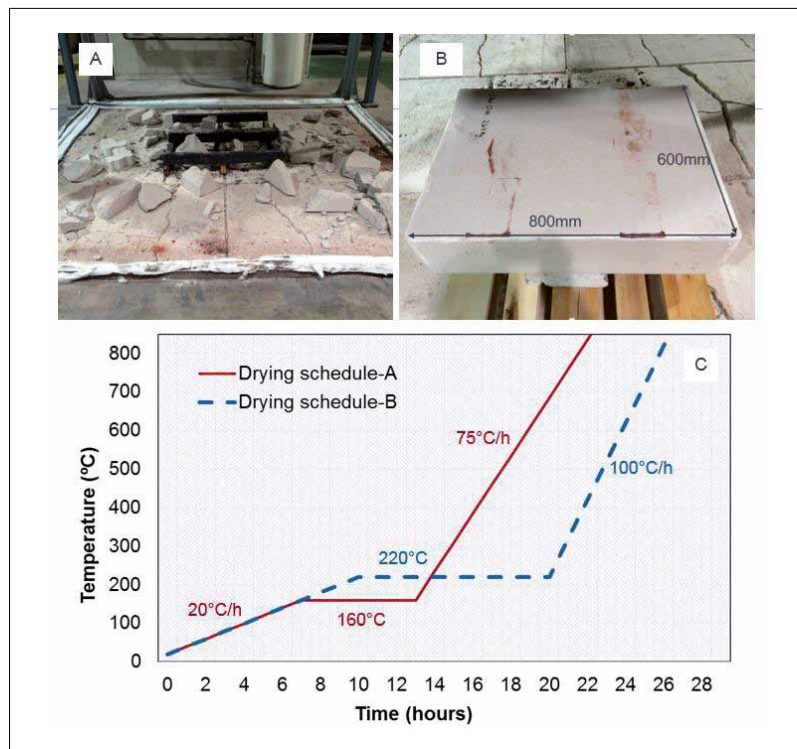 A
B
600mm
800mm
C
Drying schedule-A
Drying schedule-B
800
700
600
500
400
300
200
100
0
Temperature (ºC)
20°C/h
160°C
220°C
75°C/h
100°C/h
0 2 4 6 8 10 12 14 16 18 20 22 24 26 28
Time (hours)